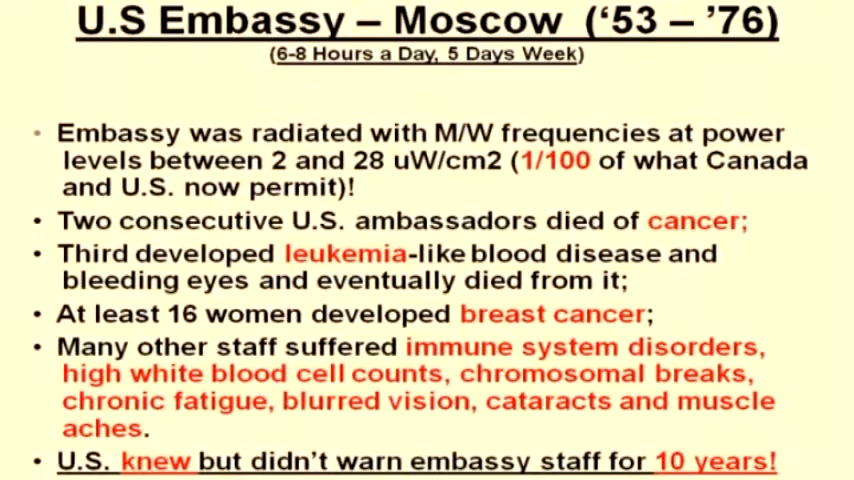 U.S Embassy – Moscow (‘53 – ’76)
(6-8 Hours a Day, 5 Days Week)
• Embassy was radiated with M/W frequencies at power
levels between 2 and 28 uW/cm2 (1/100 of what Canada
and U.S. now permit)!
• Two consecutive U.S. ambassadors died of cancer;
• Third developed leukemia-like blood disease and
bleeding eyes and eventually died from it;
• At least 16 women developed breast cancer;
• Many other staff suffered immune system disorders,
high white blood cell counts, chromosomal breaks,
chronic fatigue, blurred vision, cataracts and muscle
aches.
• U.S. knew but didn’t warn embassy staff for 10 years!